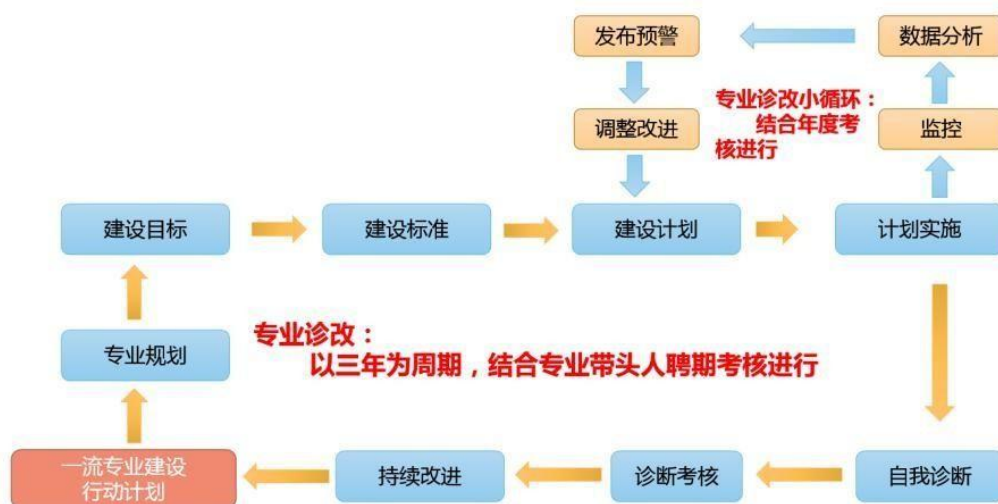 发布预警
数据分析
专业诊改小循环：
结合年度考
核进行
调整改进
监控
建设目标
建设标准
建设计划
计划实施
专业规划
专业诊改：
以三年为周期，结合专业带头人聘期考核进行
一流专业建设
行动计划
持续改进
诊断考核
自我诊断